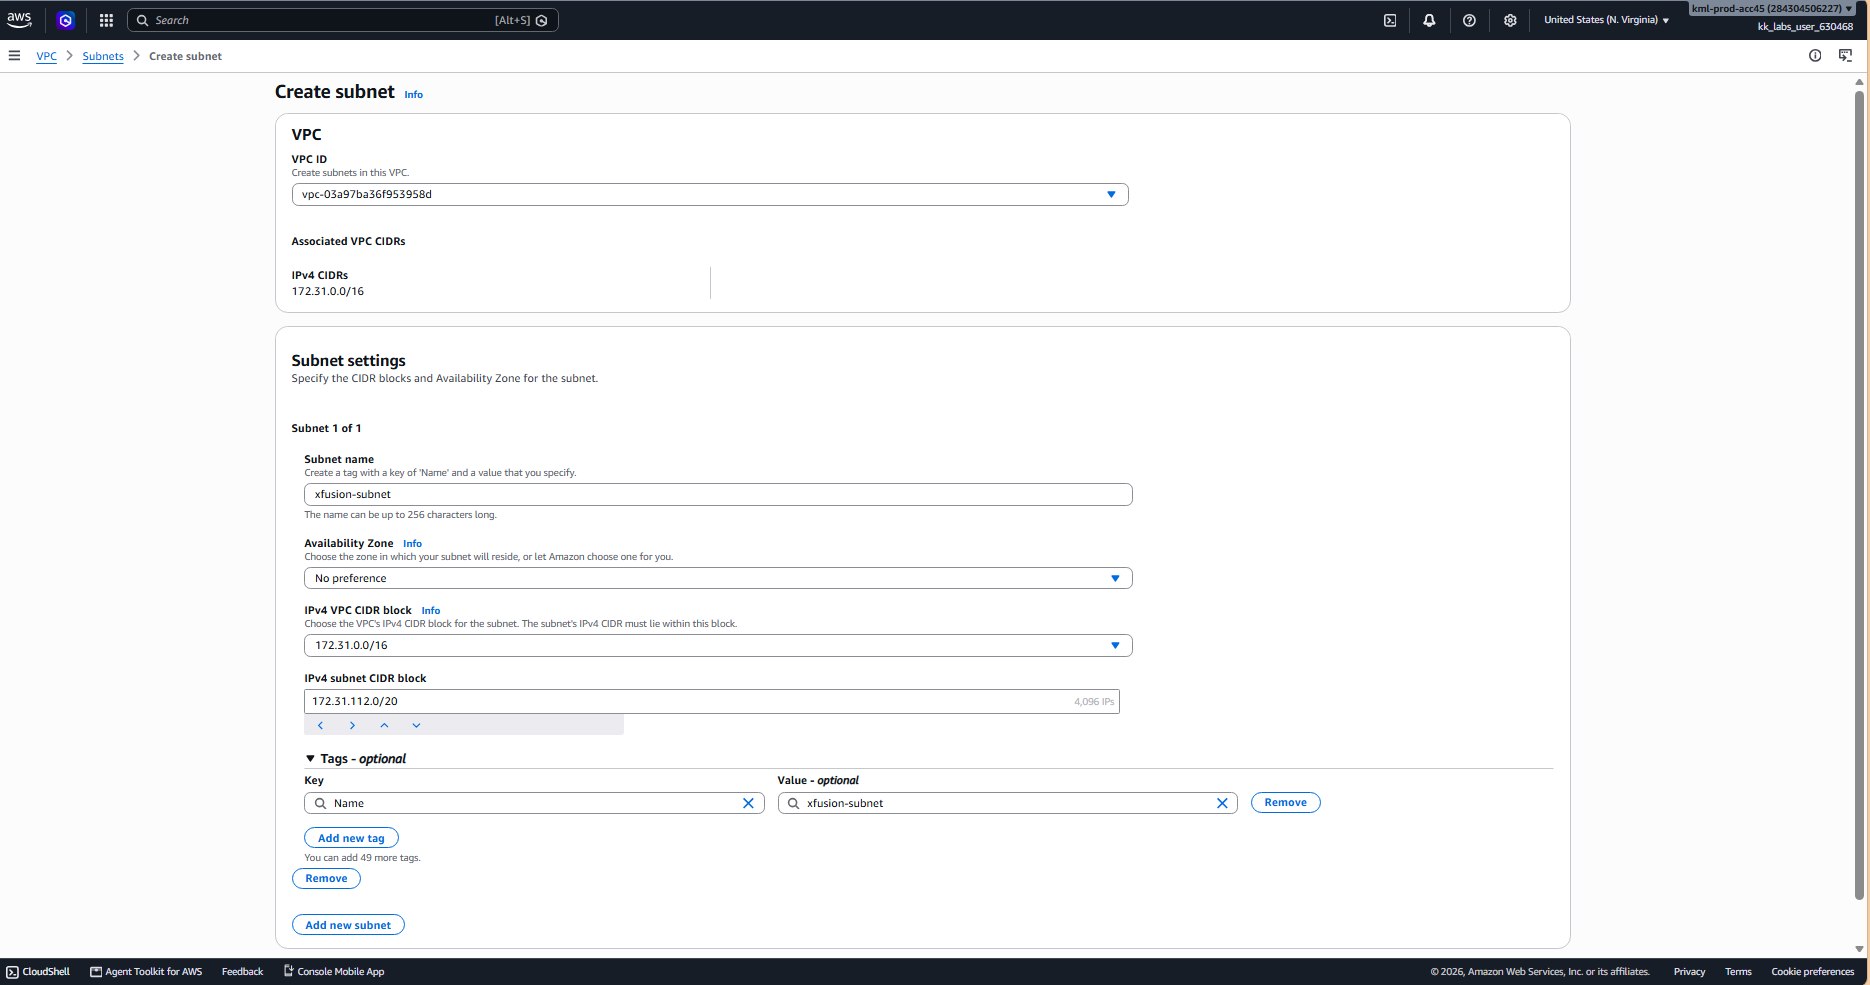 aws
Search [Alt+S]
United States (N. Virginia)
kml-prod-acc45 (284304506227)
kk_labs_user_630468
VPC
Subnets
Create subnet
Create subnet Info
VPC
VPC ID
Create subnets in this VPC.
vpc-03a97ba36f953958d
Associated VPC CIDRs
IPv4 CIDRs
172.31.0.0/16
Subnet settings
Specify the CIDR blocks and Availability Zone for the subnet.
Subnet 1 of 1
Subnet name
Create a tag with a key of 'Name' and a value that you specify.
xfusion-subnet
The name can be up to 256 characters long.
Availability Zone Info
Choose the zone in which your subnet will reside, or let Amazon choose one for you.
No preference
IPv4 VPC CIDR block Info
Choose the VPC's IPv4 CIDR block for the subnet. The subnet's IPv4 CIDR must lie within this block.
172.31.0.0/16
IPv4 subnet CIDR block
172.31.112.0/20 4,096 IPs
Tags - optional
Key Value - optional
Name xfusion-subnet Remove
Add new tag
You can add 49 more tags.
Remove
Add new subnet
CloudShell Agent Toolkit for AWS Feedback Console Mobile App © 2026, Amazon Web Services, Inc. or its affiliates. Privacy Terms Cookie preferences